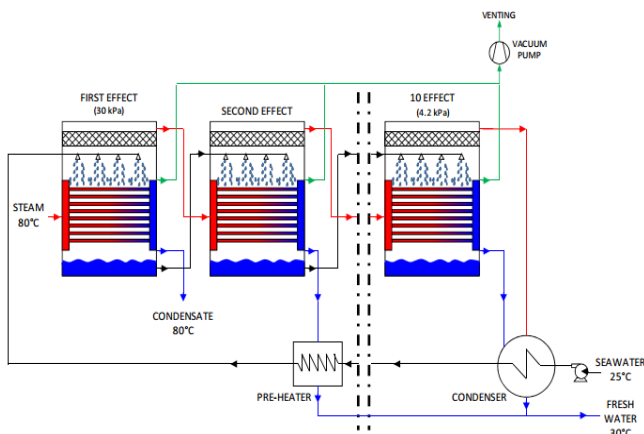 VENTING
VACUUM
PUMP
FIRST EFFECT
(30 kPa)
SECOND EFFECT
10 EFFECT
(4.2 kPa)
STEAM
80°C
CONDENSATE
80°C
PRE-HEATER
CONDENSER
SEAWATER
25°C
FRESH
WATER
30°C